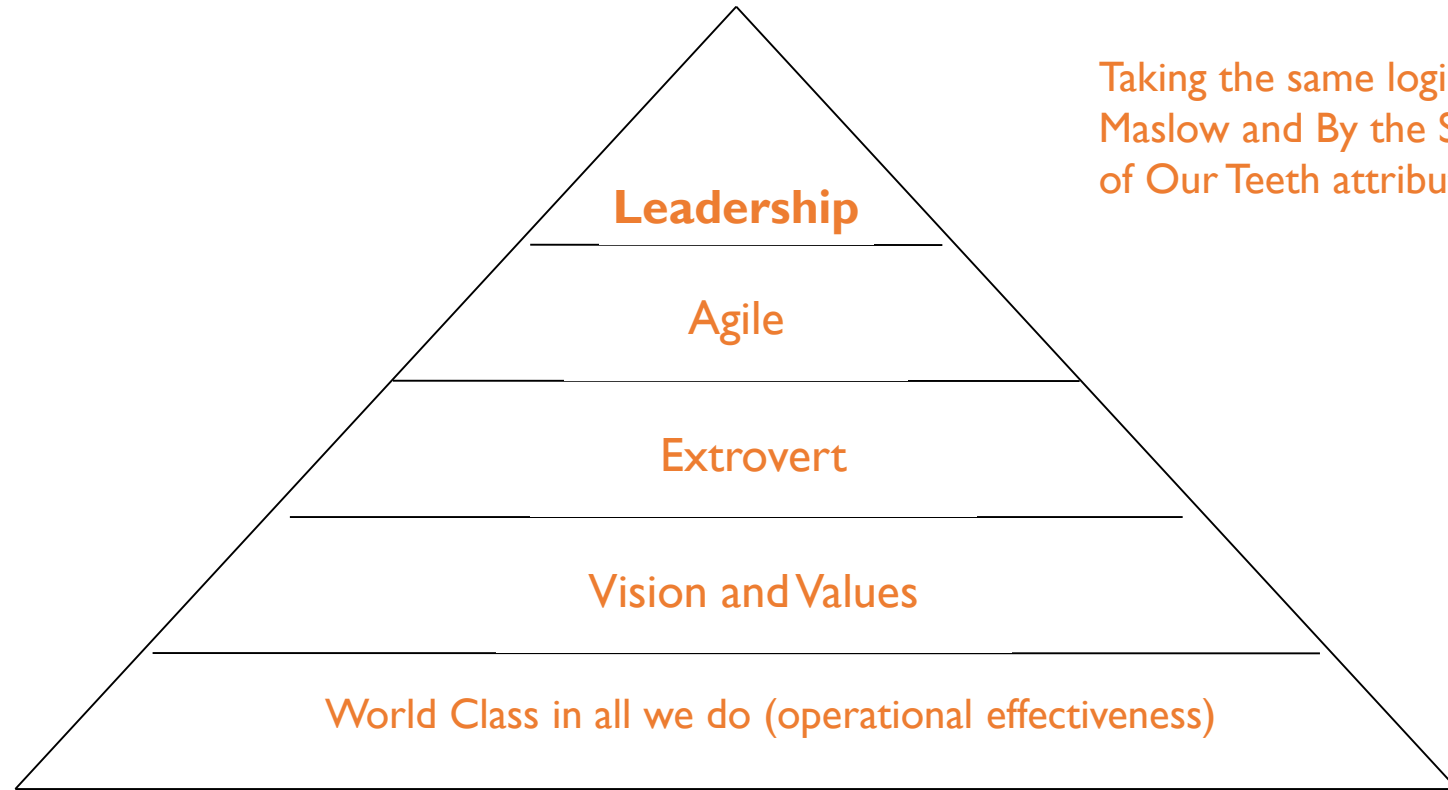 Taking the same logi
Maslow and By the S
of Our Teeth attribu
Leadership
Agile
Extrovert
Vision and Values
World Class in all we do (operational effectiveness)